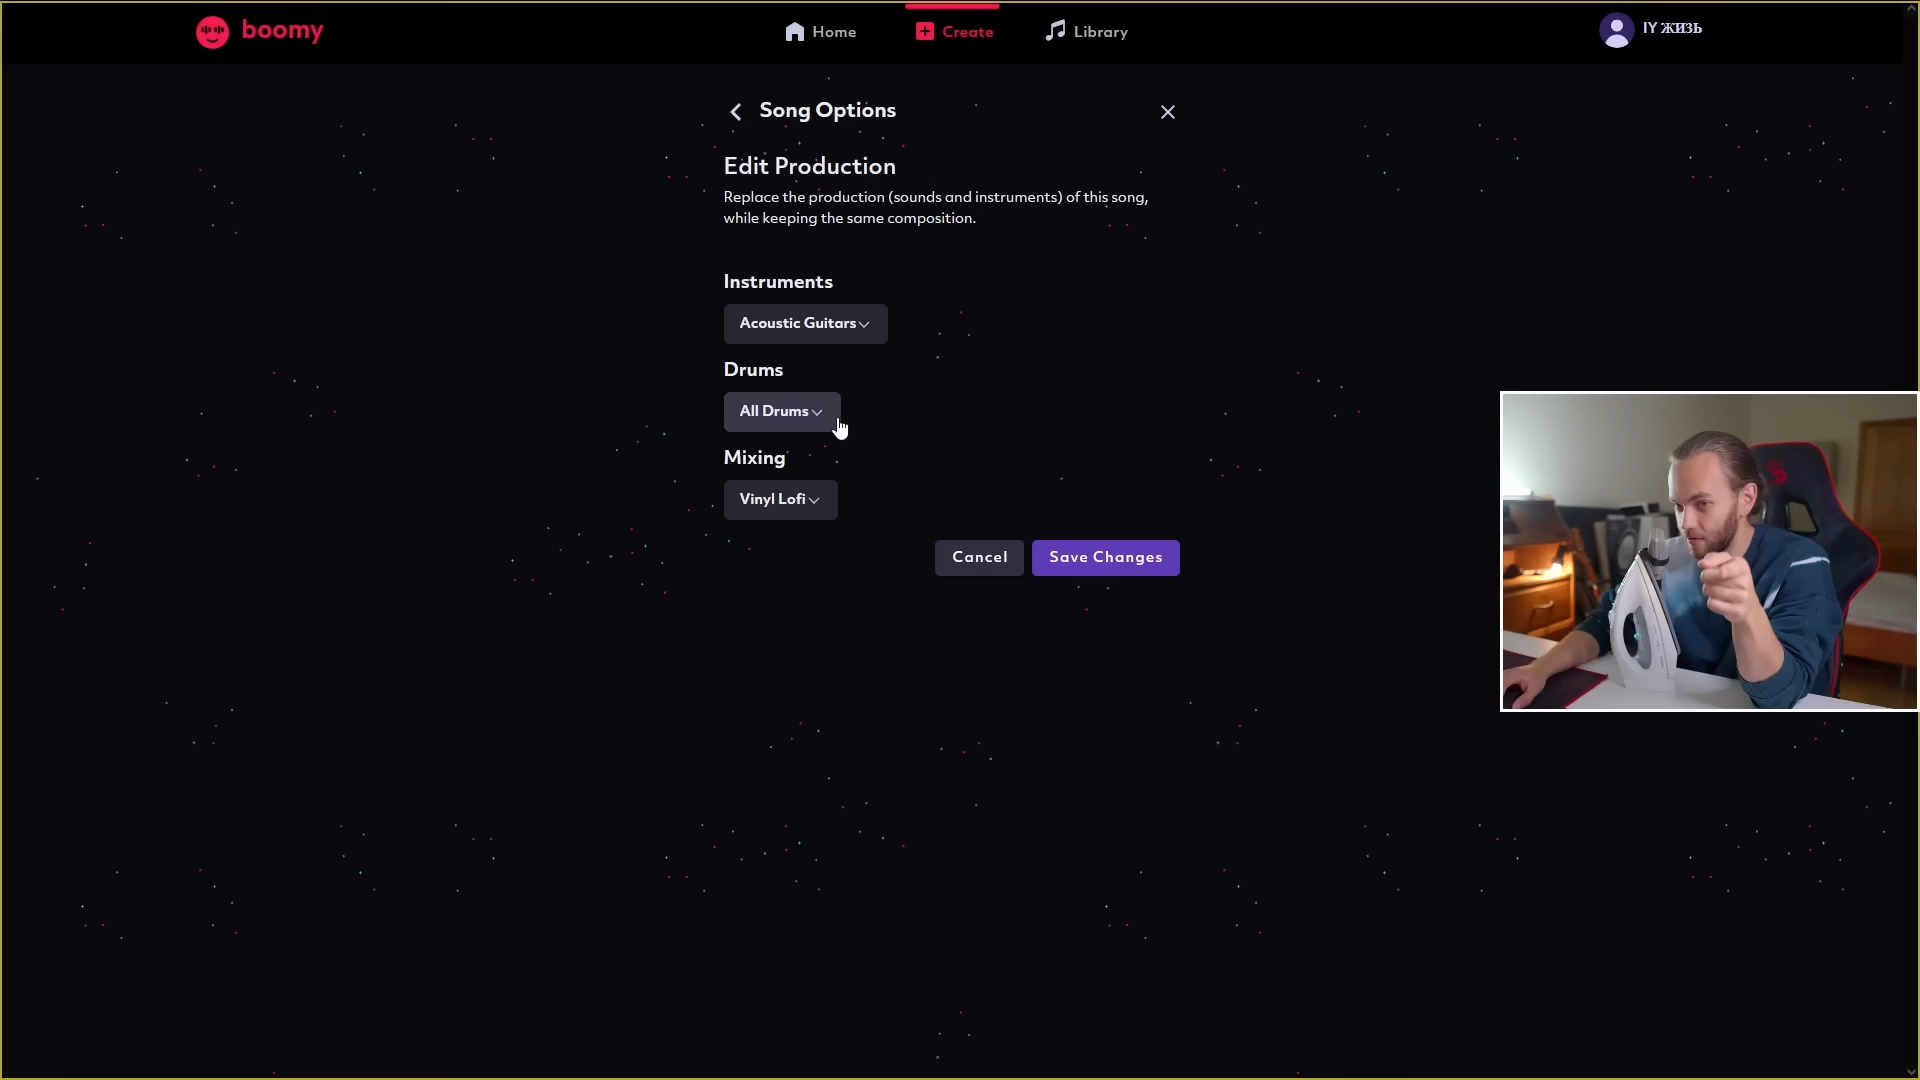 boomy
Home
Create
Library
IY ЖИЗЬ
Song Options
Edit Production
Replace the production (sounds and instruments) of this song,
while keeping the same composition.
Instruments
Acoustic Guitars
Drums
All Drums
Mixing
Vinyl Lofi
Cancel
Save Changes